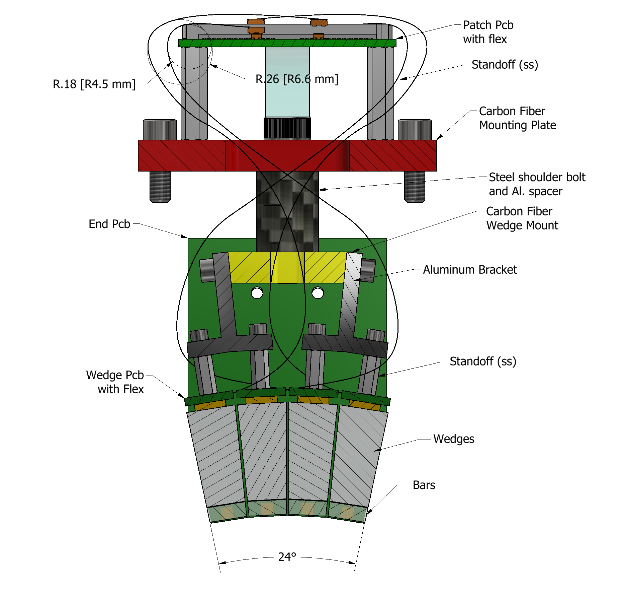 Patch Pcb
with flex
Standoff (ss)
R.18 [R4.5 mm]
R.26 [R6.6 mm]
Carbon Fiber
Mounting Plate
Steel shoulder bolt
and Al. spacer
Carbon Fiber
Wedge Mount
End Pcb
Aluminum Bracket
Standoff (ss)
Wedge Pcb
with Flex
Wedges
Bars
24°